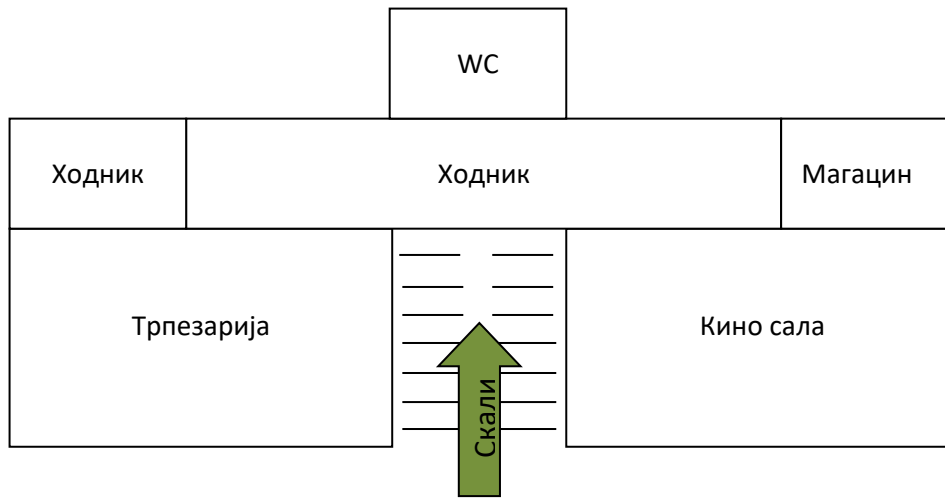 WC
Ходник
Ходник
Магацин
Трпезарија
Кино сала
Скали